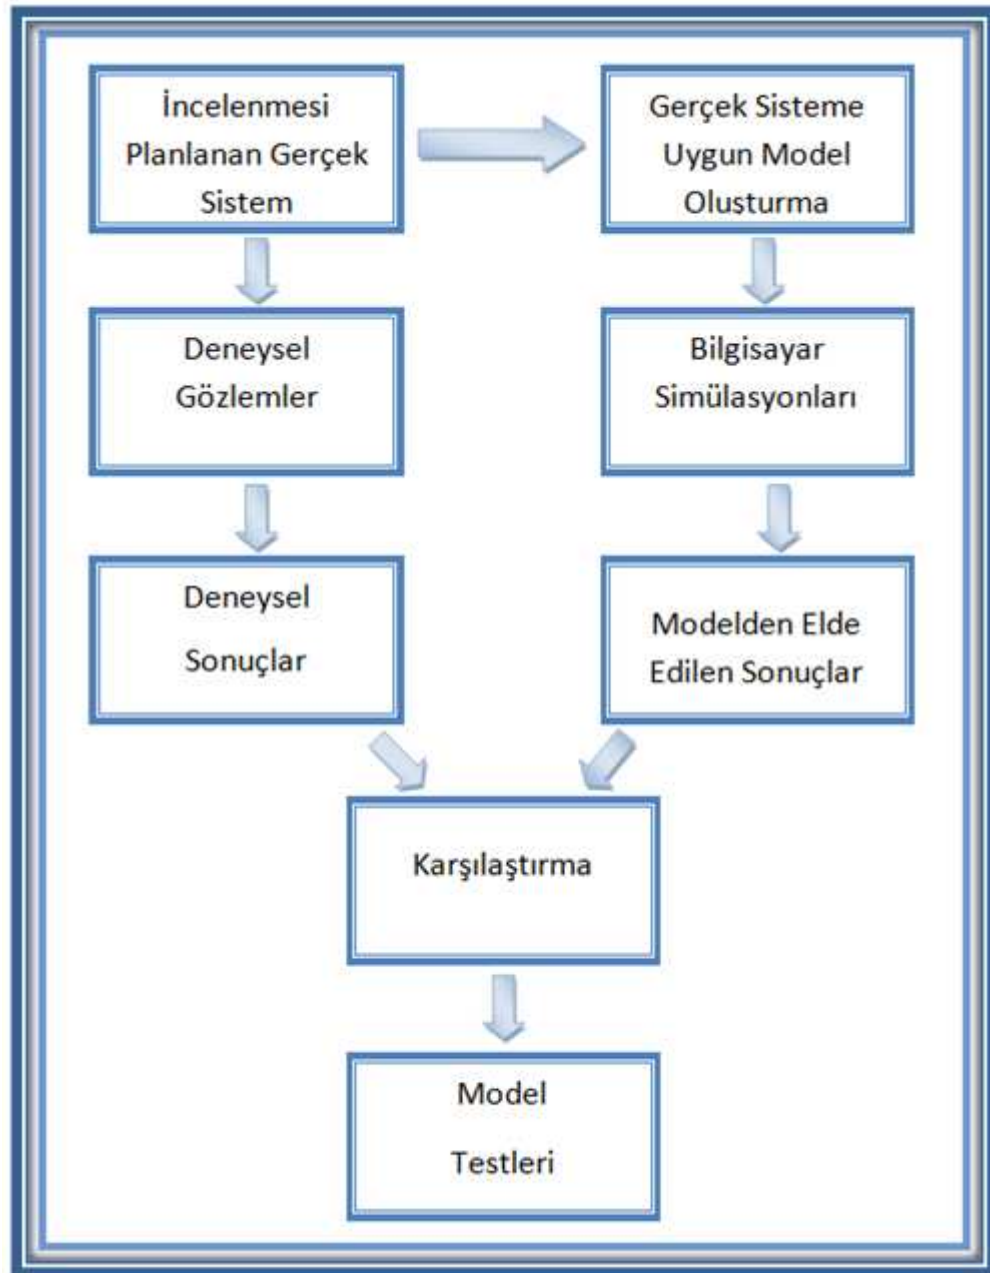 İncelenmesi
Planlanan Gerçek
Sistem
Gerçek Sisteme
Uygun Model
Oluşturma
Deneysel
Gözlemler
Bilgisayar
Simülasyonları
Deneysel
Sonuçlar
Modelden Elde
Edilen Sonuçlar
Karşılaştırma
Model
Testleri